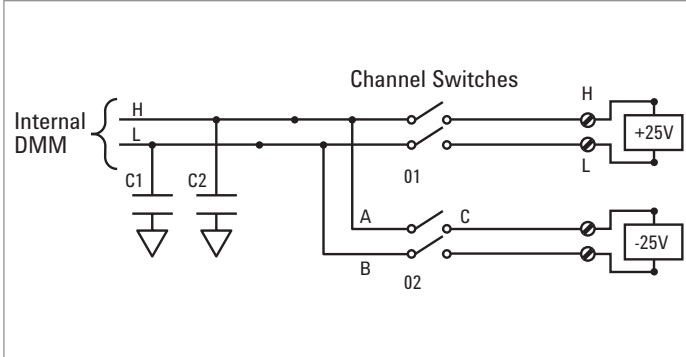 Channel Switches
Internal
DMM
H
L
C1
C2
H
L
+25V
01
A
C
B
02
-25V